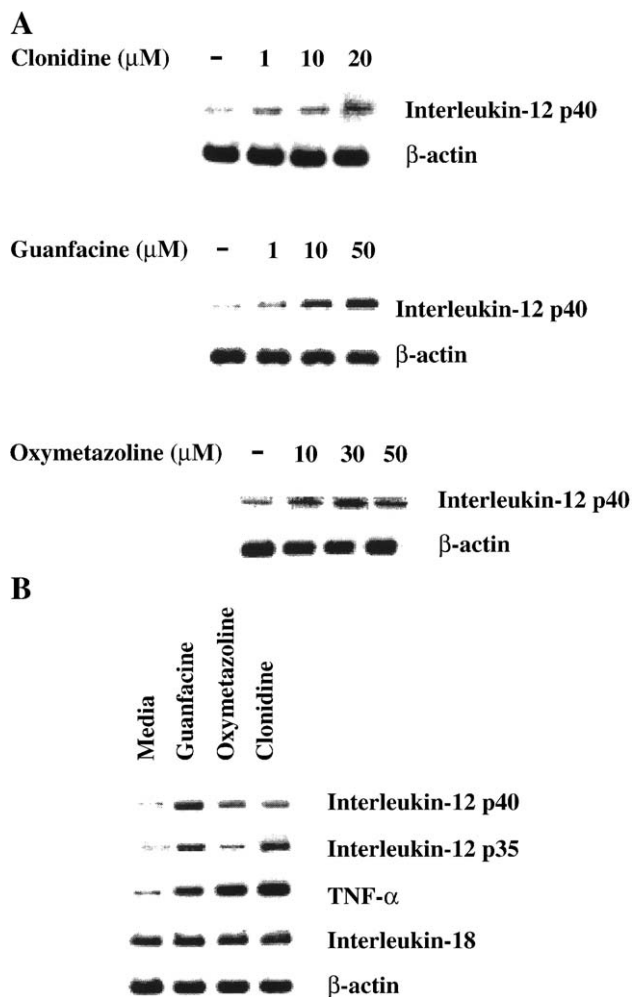 A
Clonidine (μM) – 1 10 20
Interleukin-12 p40
β-actin
Guanfacine (μM) – 1 10 50
Interleukin-12 p40
β-actin
Oxymetazoline (μM) – 10 30 50
Interleukin-12 p40
β-actin
B
Media
Guanfacine
Oxymetazoline
Clonidine
Interleukin-12 p40
Interleukin-12 p35
TNF-α
Interleukin-18
β-actin